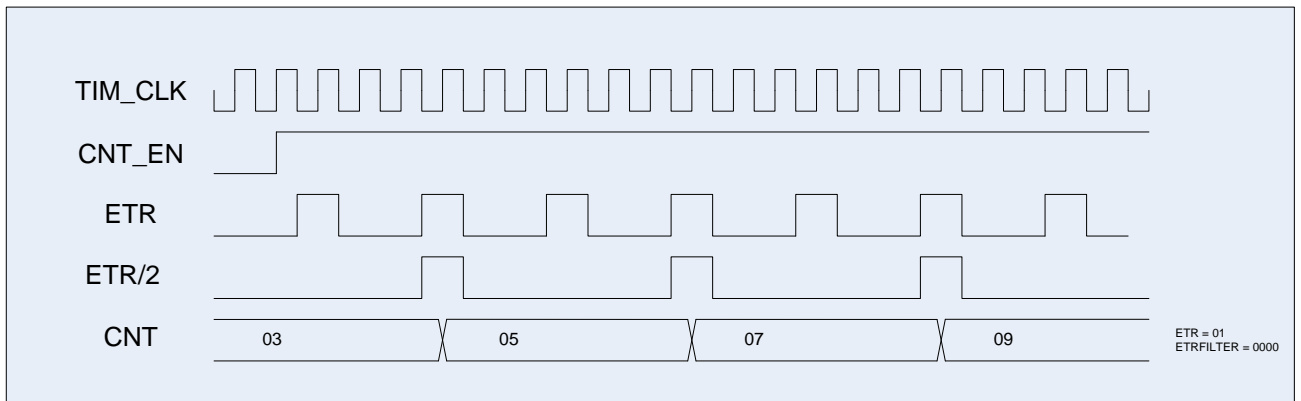 TIM_CLK
CNT_EN
ETR
ETR/2
CNT
03
05
07
09
ETR = 01
ETRFILTER = 0000